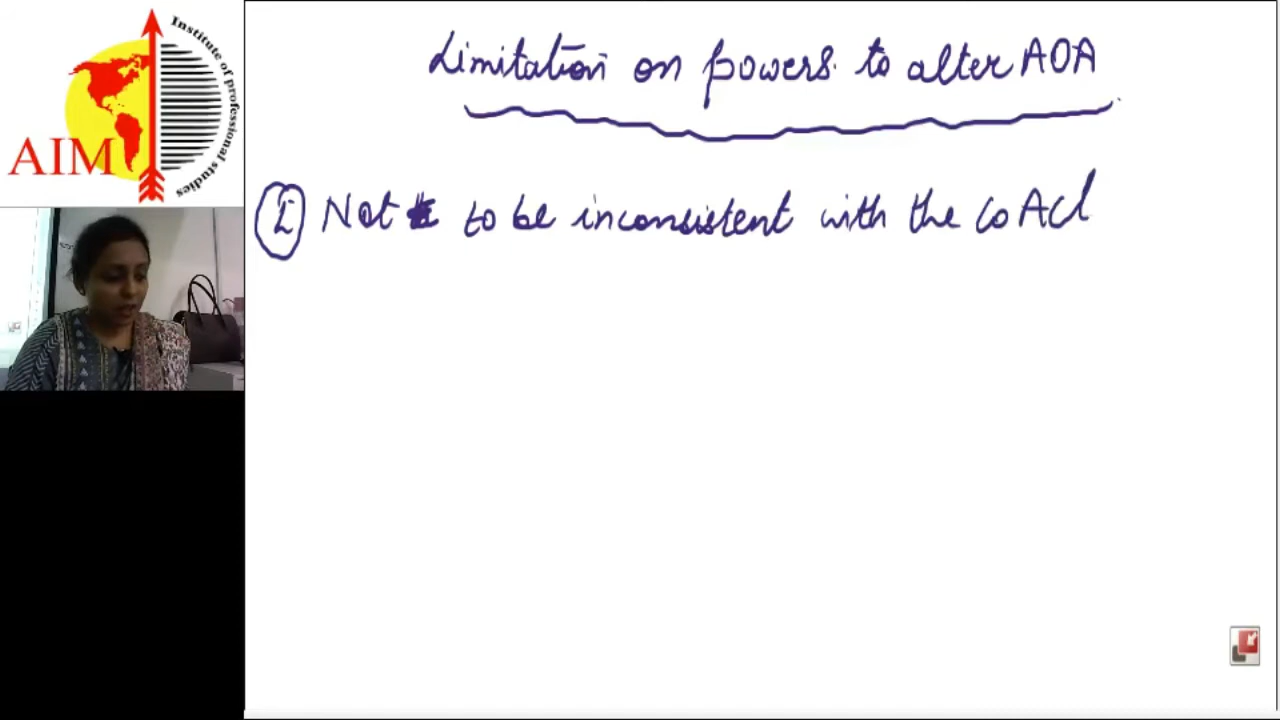 AIM
Institute of professional studies
Limitation on powers to alter AOA
1 Not to be inconsistent with the Co Act